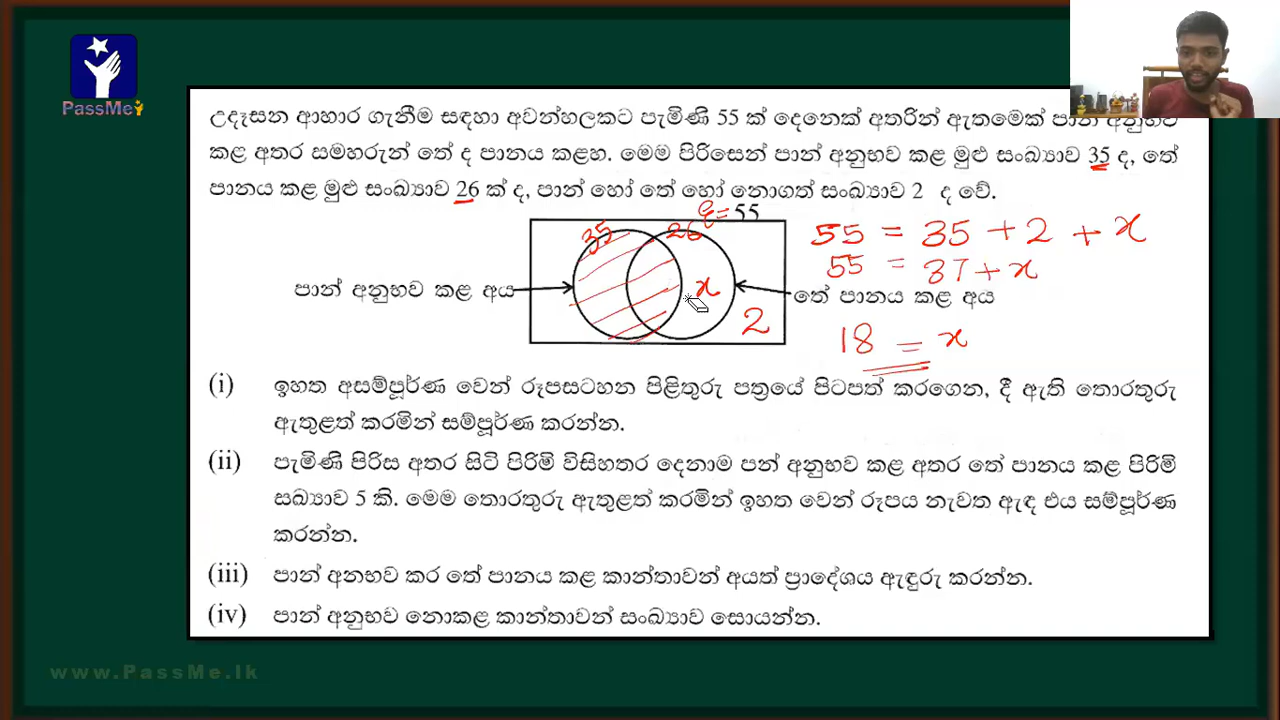 PassMe
උදෑසන ආහාර ගැනීම සඳහා අවන්හලකට පැමිණි 55 ක් දෙනෙක් අතරින් ඇතමෙක් පාන් අනුභව
කළ අතර සමහරුන් තේ ද පානය කළහ. මෙම පිරිසෙන් පාන් අනුභව කළ මුළු සංඛ්‍යාව 35 ද, තේ
පානය කළ මුළු සංඛ්‍යාව 26 ක් ද, පාන් හෝ තේ හෝ නොගත් සංඛ්‍යාව 2 ද වේ.
ε = 55
35 26
55 = 35 + 2 + x
55 = 37 + x
පාන් අනුභව කළ අය
x
තේ පානය කළ අය
2
18 = x
(i) ඉහත අසම්පූර්ණ වෙන් රූපසටහන පිළිතුරු පත්‍රයේ පිටපත් කරගෙන, දී ඇති තොරතුරු
ඇතුළත් කරමින් සම්පූර්ණ කරන්න.
(ii) පැමිණි පිරිස අතර සිටි පිරිමි විසිහතර දෙනාම පන් අනුභව කළ අතර තේ පානය කළ පිරිමි
සඛ්‍යාව 5 කි. මෙම තොරතුරු ඇතුළත් කරමින් ඉහත වෙන් රූපය නැවත ඇඳ එය සම්පූර්ණ
කරන්න.
(iii) පාන් අනභව කර තේ පානය කළ කාන්තාවන් අයත් ප්‍රාදේශය ඇඳුරු කරන්න.
(iv) පාන් අනුභව නොකළ කාන්තාවන් සංඛ්‍යාව සොයන්න.
www.PassMe.lk